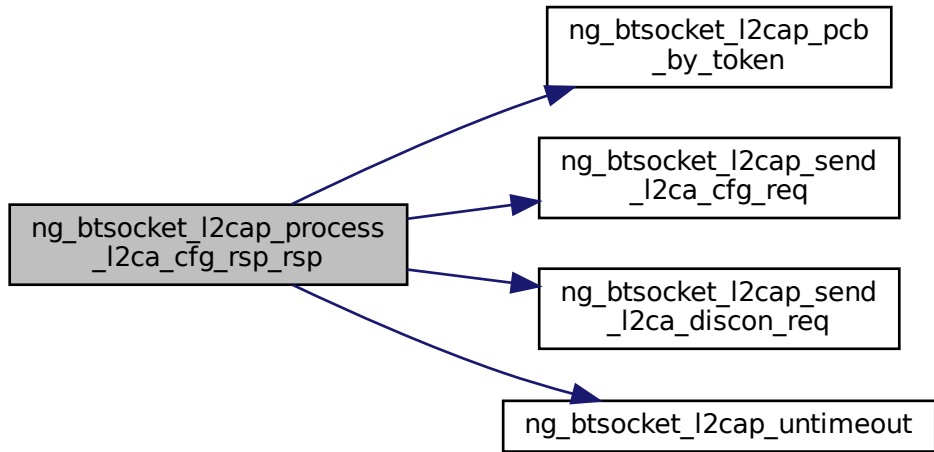 ng_btsocket_l2cap_process
_l2ca_cfg_rsp_rsp
ng_btsocket_l2cap_pcb
_by_token
ng_btsocket_l2cap_send
_l2ca_cfg_req
ng_btsocket_l2cap_send
_l2ca_discon_req
ng_btsocket_l2cap_untimeout